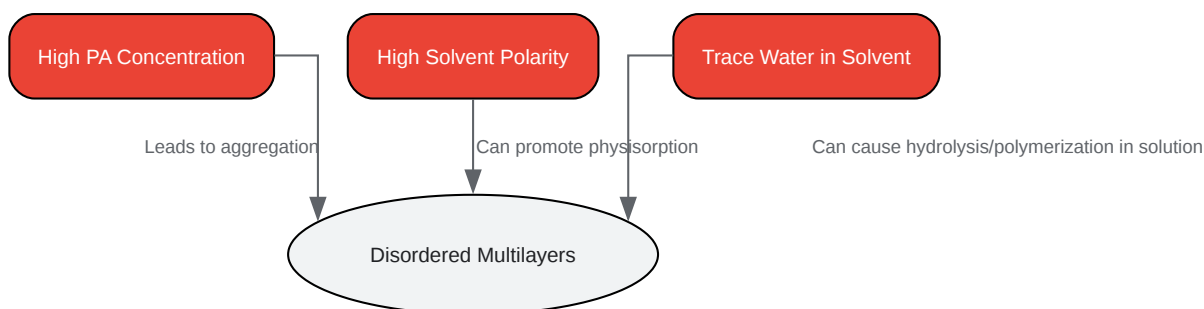 High PA Concentration
High Solvent Polarity
Trace Water in Solvent
Leads to aggregation
Can promote physisorption
Can cause hydrolysis/polymerization in solution
Disordered Multilayers